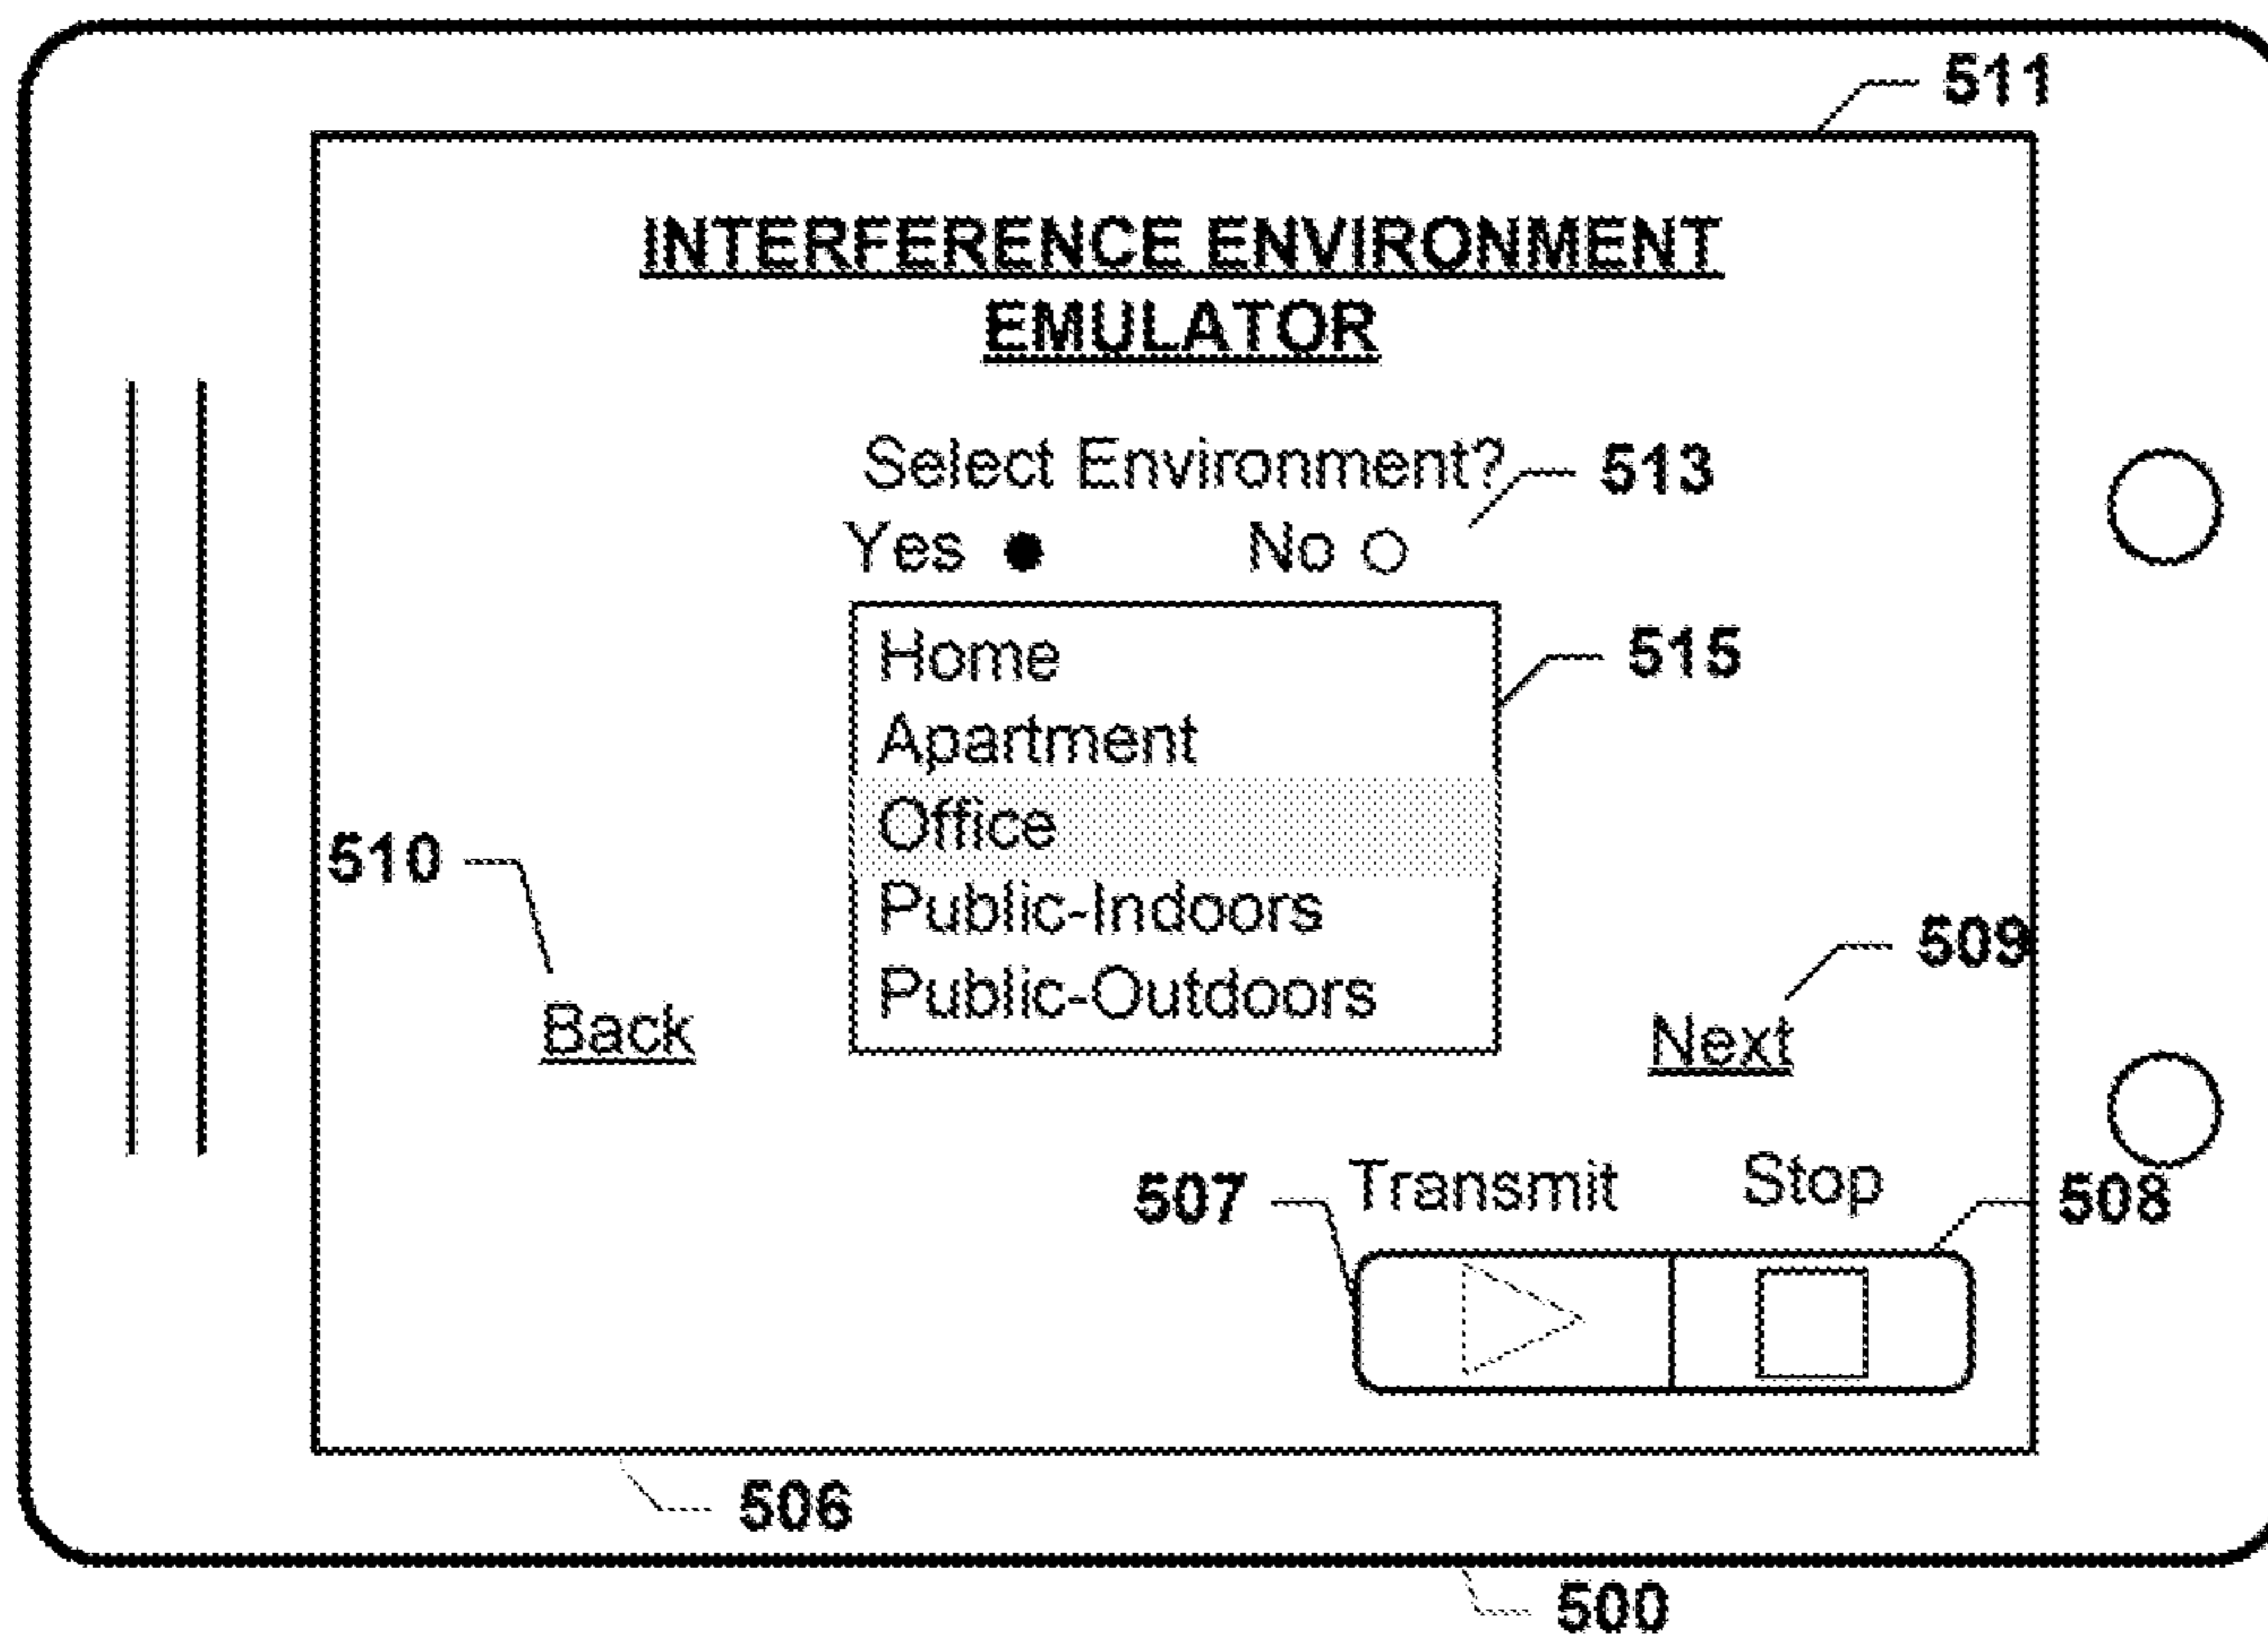 511
INTERFERENCE ENVIRONMENT
EMULATOR
Select Environment? 513
Yes No
Home 515
Apartment
Office
510
Public-Indoors
509
Public-Outdoors
Back Next
507 Transmit Stop 508
506
500